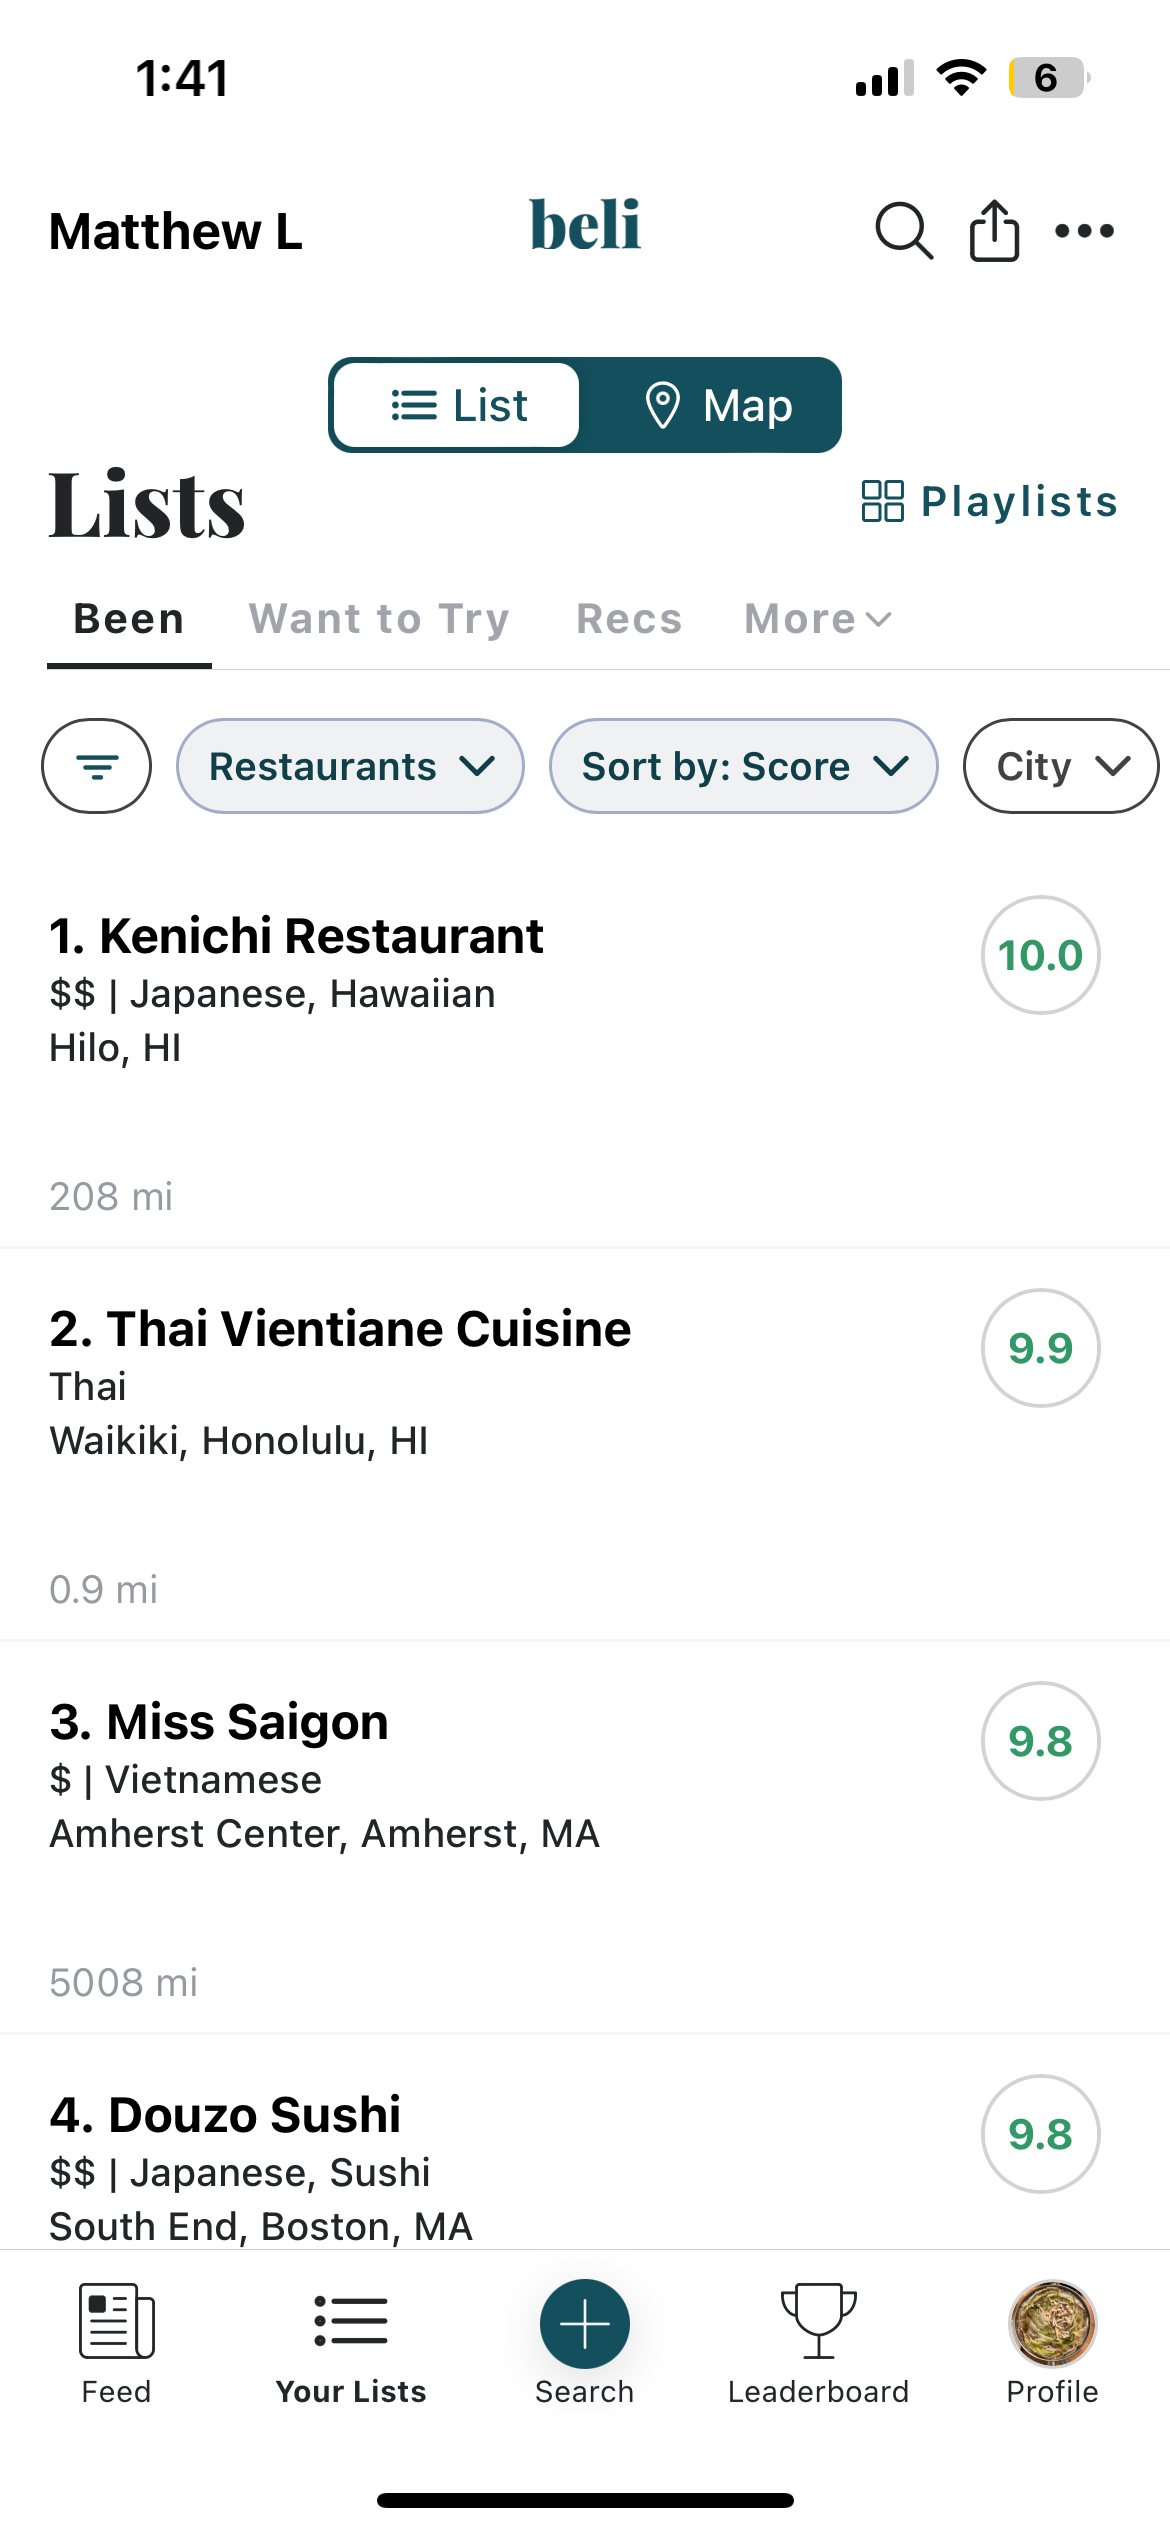 1:41
6
Matthew L
beli
List
Map
Lists
Playlists
Been
Want to Try
Recs
More
Restaurants
Sort by: Score
City
1. Kenichi Restaurant
10.0
$$ | Japanese, Hawaiian
Hilo, HI
208 mi
2. Thai Vientiane Cuisine
9.9
Thai
Waikiki, Honolulu, HI
0.9 mi
3. Miss Saigon
9.8
$ | Vietnamese
Amherst Center, Amherst, MA
5008 mi
4. Douzo Sushi
9.8
$$ | Japanese, Sushi
South End, Boston, MA
Feed
Your Lists
Search
Leaderboard
Profile